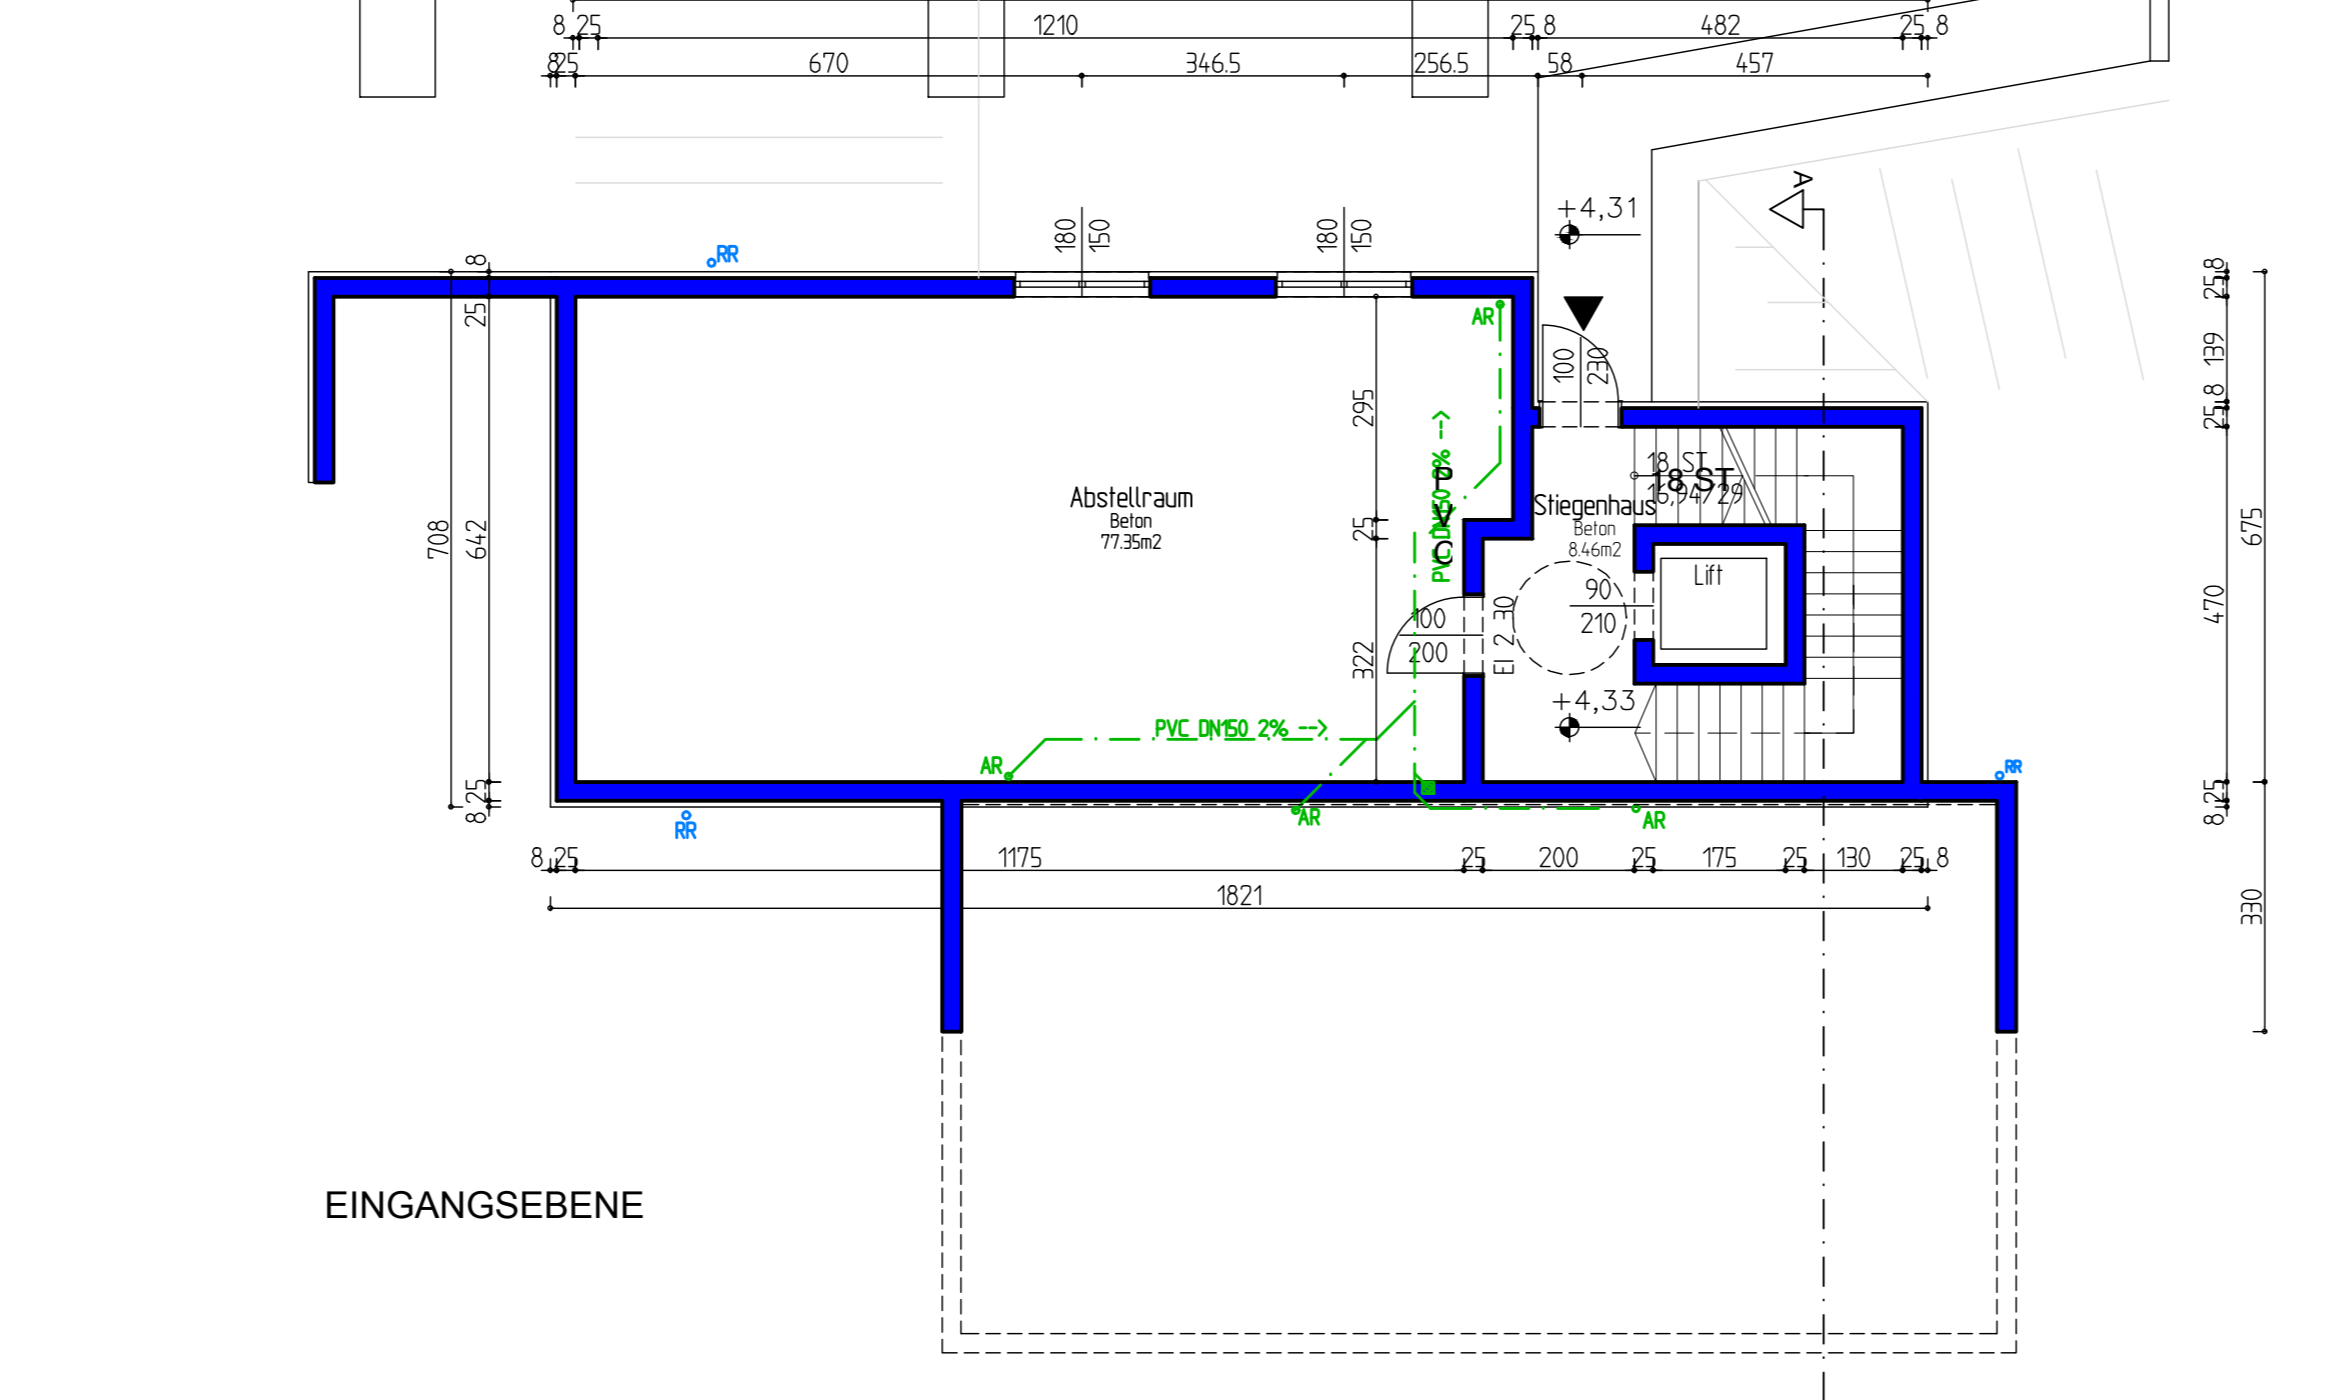 8 25 1210 25 8 482 25 8
8 25 670 346.5 256.5 58 457
A
+4,31
180
150
180
150
RR
8
25
708
642
25
8
AR
100
230
295
25
322
PVC DN150 2% -->
P
V
C
Abstellraum
Beton
77.35m2
Stiegenhaus
Beton
8.46m2
18 ST
16,94/29
18 ST
Lift
90
210
100
200
EI 2 30
+4,33
PVC DN150 2% -->
AR
AR
AR
RR
RR
8
25
139
8
25
470
25
8
675
330
8 25 1175 25 200 25 175 25 130 25 8
1821
EINGANGSEBENE